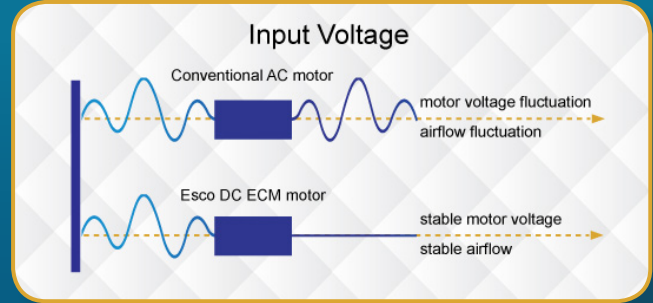 Input Voltage
Conventional AC motor
motor voltage fluctuation
airflow fluctuation
Esco DC ECM motor
stable motor voltage
stable airflow